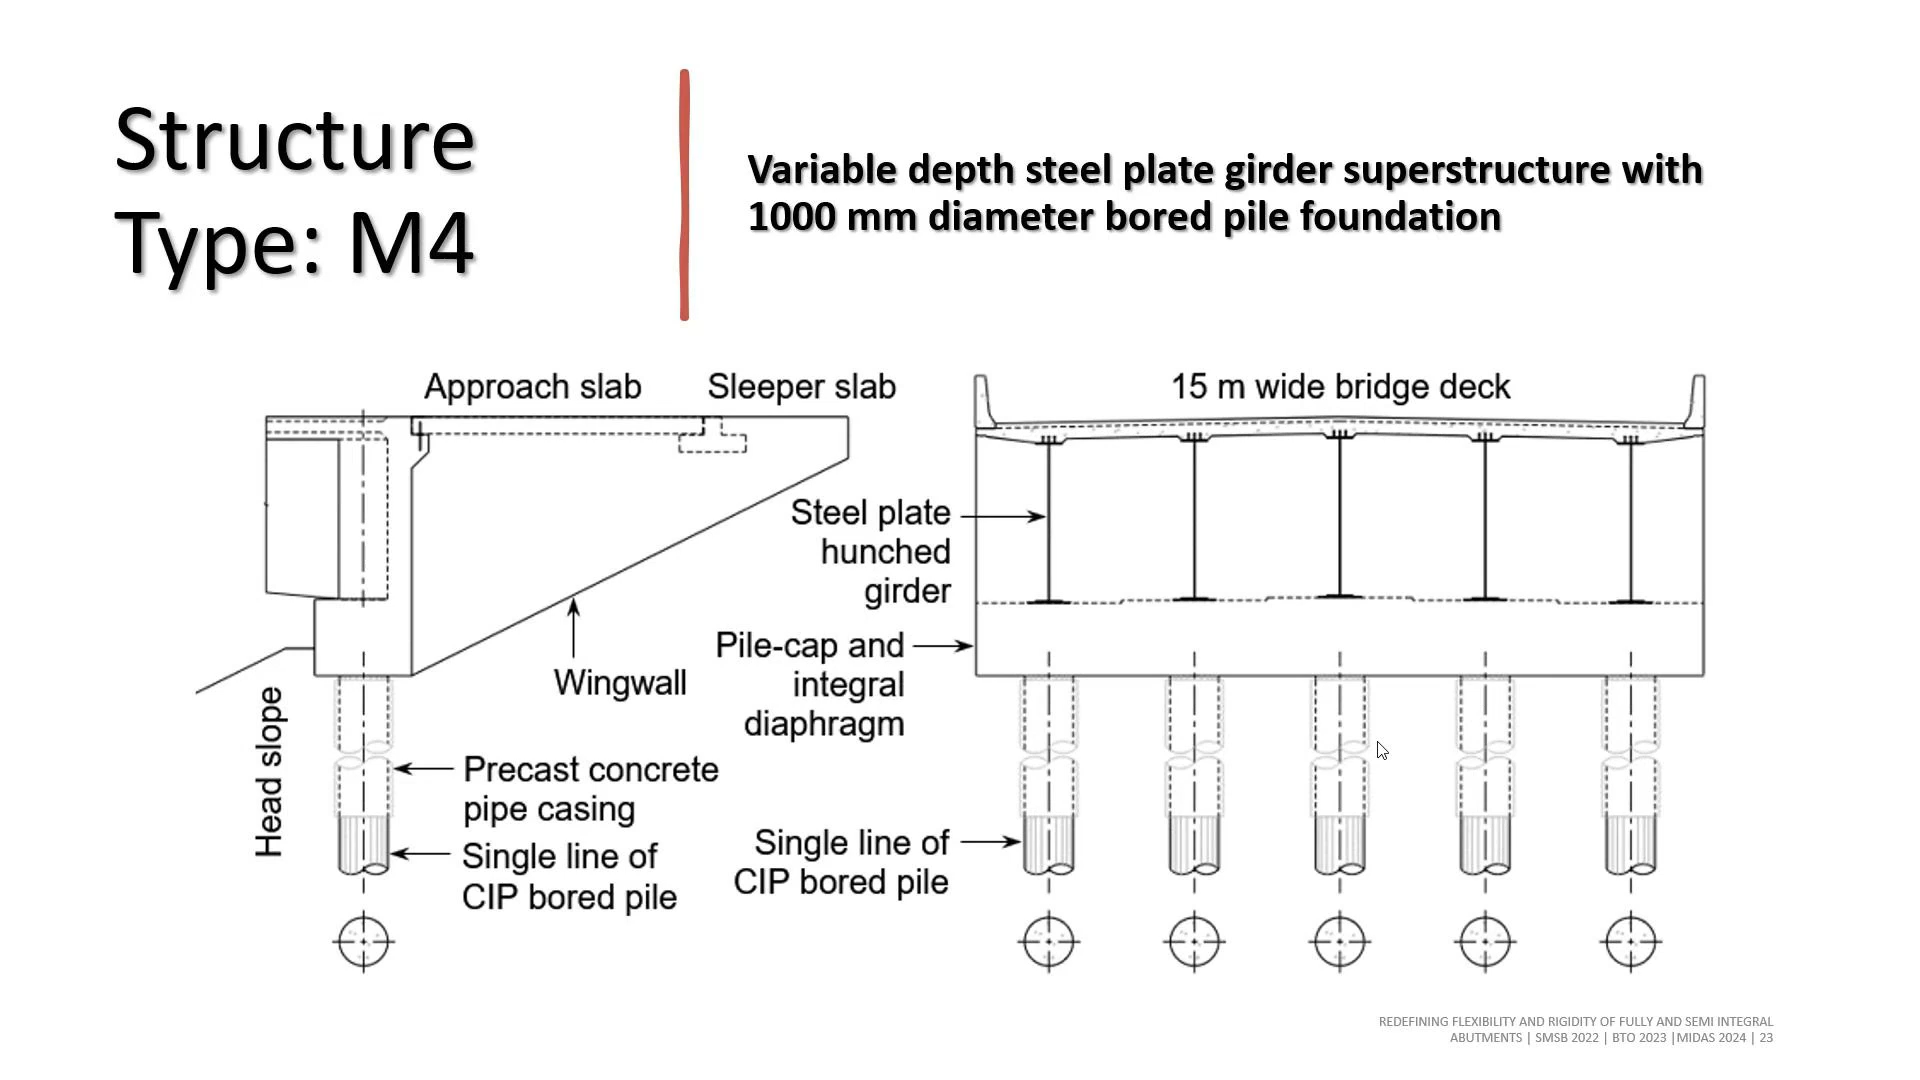 Structure
Type: M4
Variable depth steel plate girder superstructure with
1000 mm diameter bored pile foundation
Approach slab
Sleeper slab
15 m wide bridge deck
Steel plate
hunched
girder
Pile-cap and
integral
diaphragm
Wingwall
Head slope
Precast concrete
pipe casing
Single line of
CIP bored pile
Single line of
CIP bored pile
REDEFINING FLEXIBILITY AND RIGIDITY OF FULLY AND SEMI INTEGRAL
ABUTMENTS | SMSB 2022 | BTO 2023 |MIDAS 2024 | 23